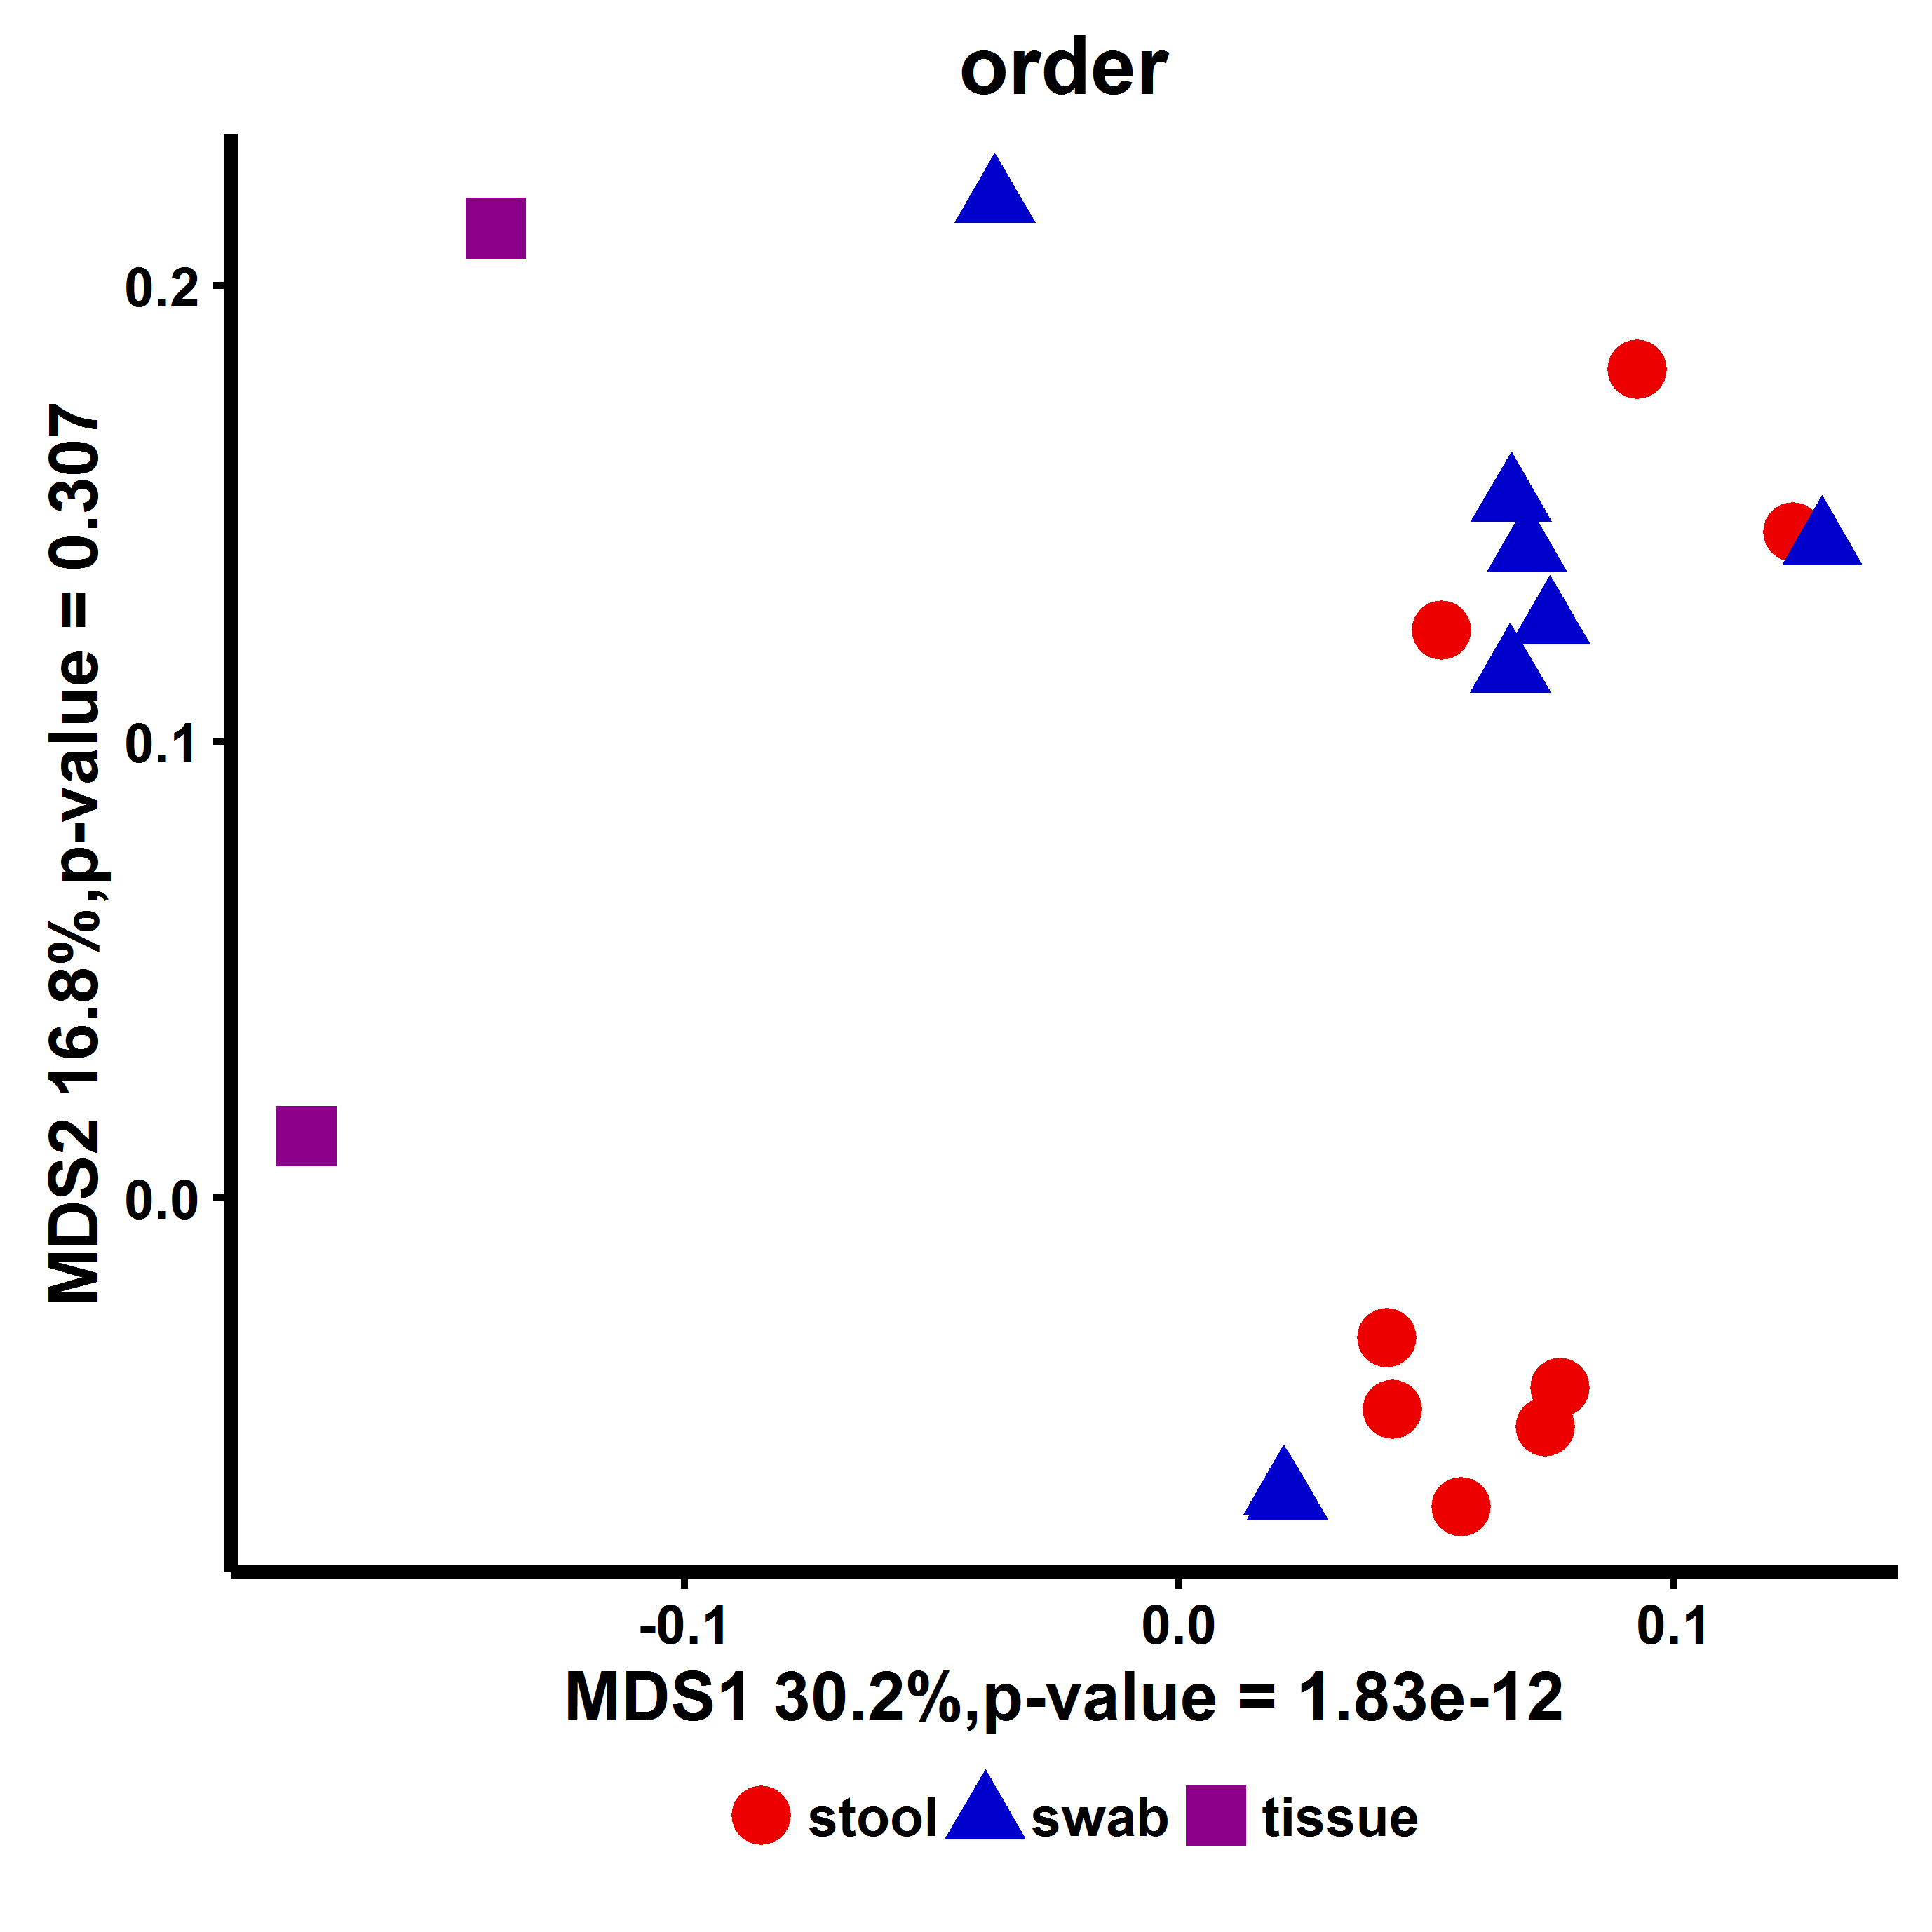 order
MDS2 16.8%,p-value = 0.307
0.2
0.1
0.0
-0.1 0.0 0.1
MDS1 30.2%,p-value = 1.83e-12
stool swab tissue